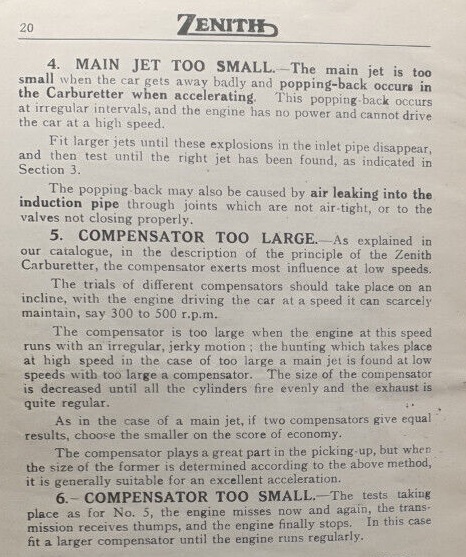 20
ZENITH
4. MAIN JET TOO SMALL.—The main jet is too
small when the car gets away badly and popping-back occurs in
the Carburetter when accelerating. This popping-back occurs
at irregular intervals, and the engine has no power and cannot drive
the car at a high speed.
Fit larger jets until these explosions in the inlet pipe disappear,
and then test until the right jet has been found, as indicated in
Section 3.
The popping-back may also be caused by air leaking into the
induction pipe through joints which are not air-tight, or to the
valves not closing properly.
5. COMPENSATOR TOO LARGE.—As explained in
our catalogue, in the description of the principle of the Zenith
Carburetter, the compensator exerts most influence at low speeds.
The trials of different compensators should take place on an
incline, with the engine driving the car at a speed it can scarcely
maintain, say 300 to 500 r.p.m.
The compensator is too large when the engine at this speed
runs with an irregular, jerky motion ; the hunting which takes place
at high speed in the case of too large a main jet is found at low
speeds with too large a compensator. The size of the compensator
is decreased until all the cylinders fire evenly and the exhaust is
quite regular.
As in the case of a main jet, if two compensators give equal
results, choose the smaller on the score of economy.
The compensator plays a great part in the picking-up, but when
the size of the former is determined according to the above method,
it is generally suitable for an excellent acceleration.
6.— COMPENSATOR TOO SMALL.—The tests taking
place as for No. 5, the engine misses now and again, the trans-
mission receives thumps, and the engine finally stops. In this case
fit a larger compensator until the engine runs regularly.